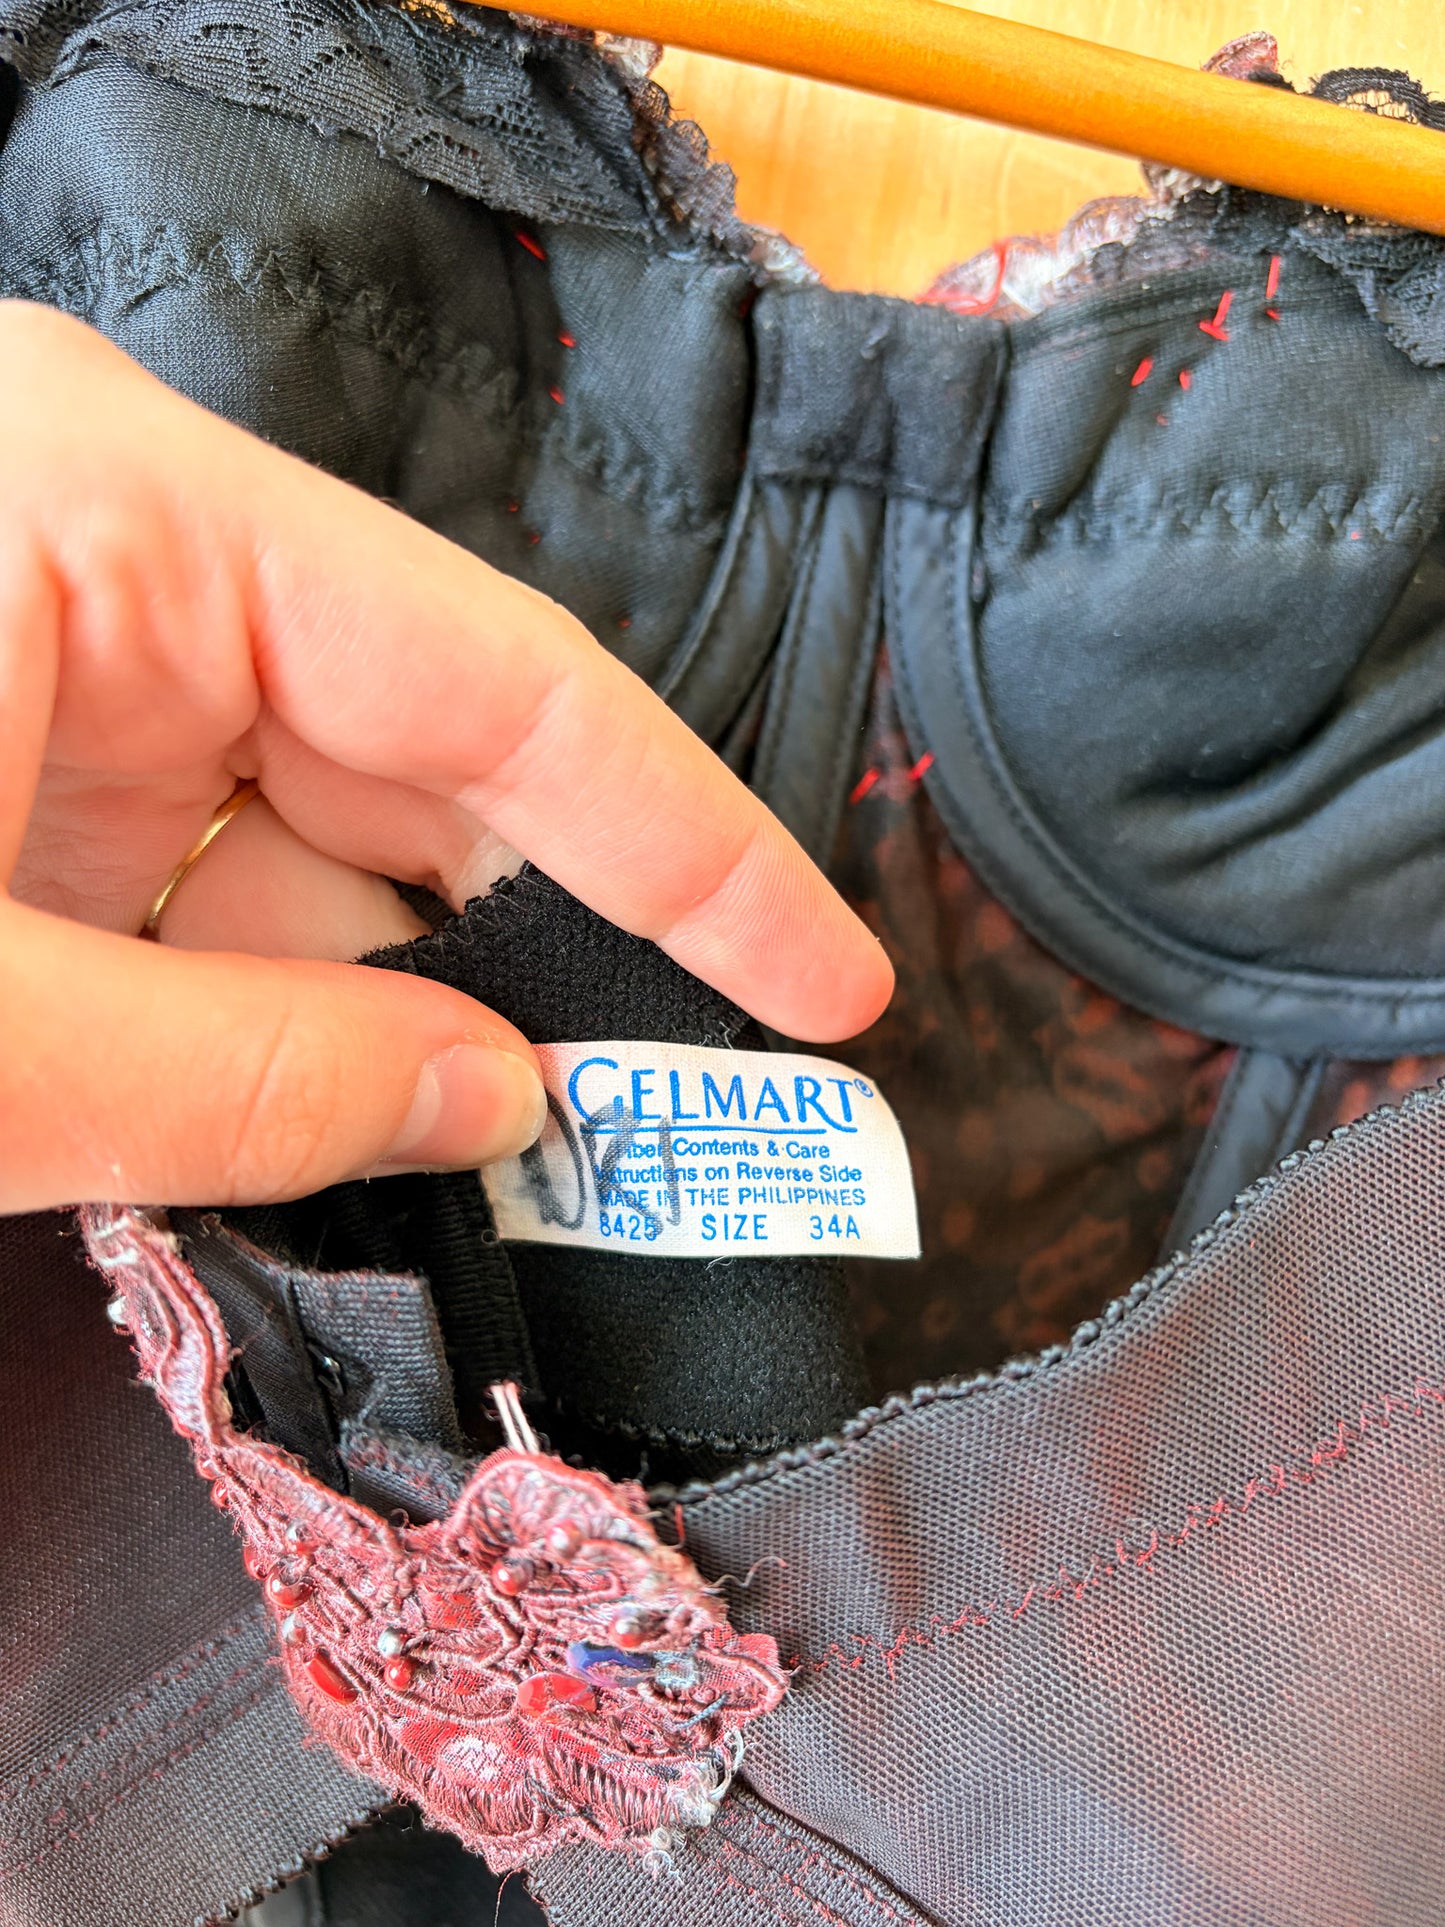 GELMART®
Fiber Contents & Care
Instructions on Reverse Side
MADE IN THE PHILIPPINES
8425 SIZE 34A